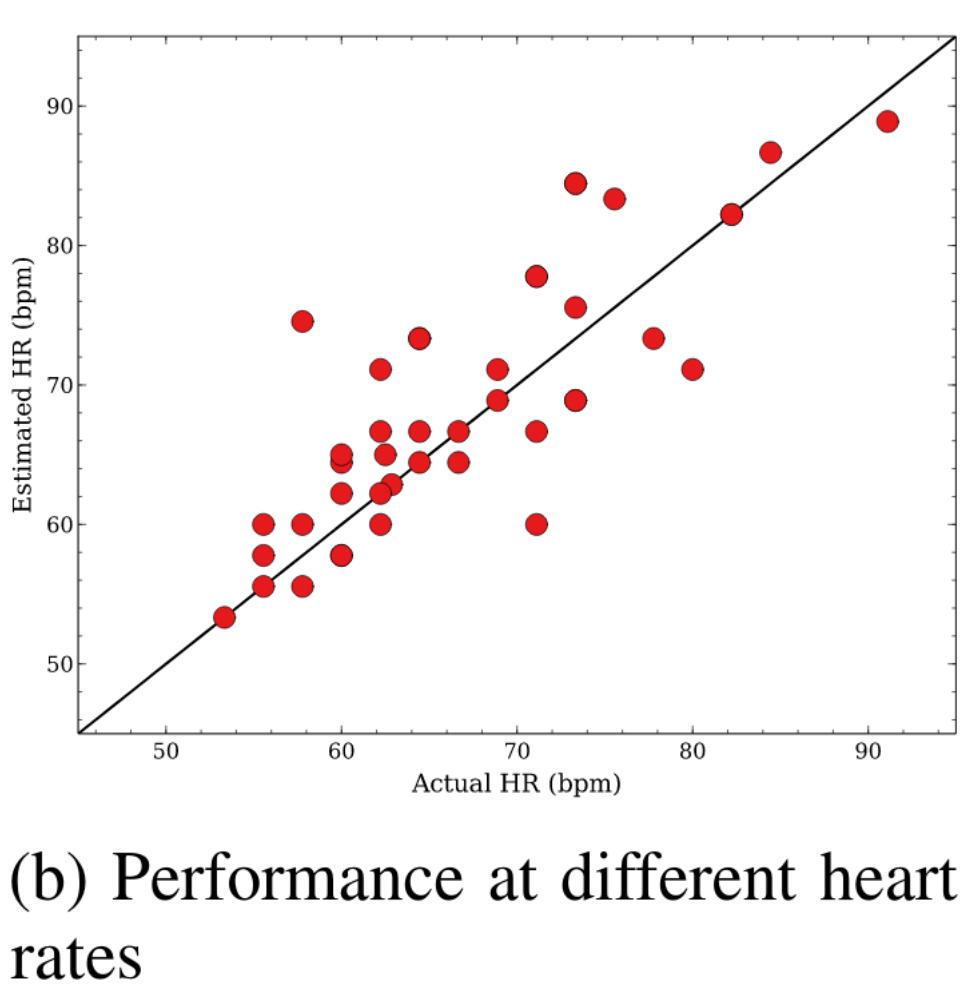 90
80
70
60
50
Estimated HR (bpm)
50 60 70 80 90
Actual HR (bpm)
(b) Performance at different heart
rates